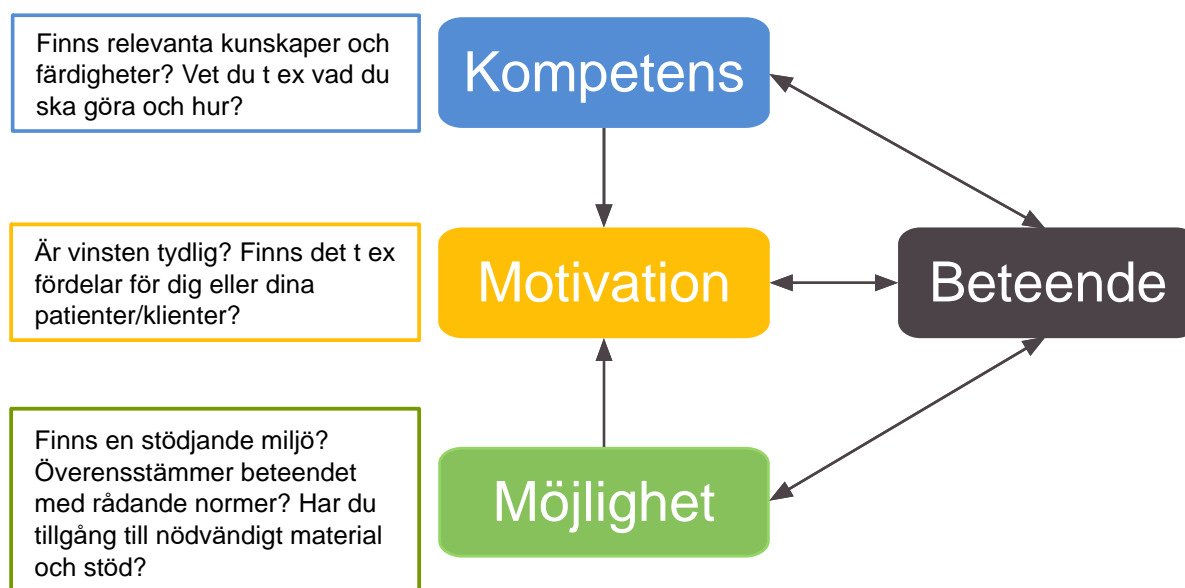 Finns relevanta kunskaper och
färdigheter? Vet du t ex vad du
ska göra och hur?
Kompetens
Är vinsten tydlig? Finns det t ex
fördelar för dig eller dina
patienter/klienter?
Motivation
Beteende
Finns en stödjande miljö?
Överensstämmer beteendet
med rådande normer? Har du
tillgång till nödvändigt material
och stöd?
Möjlighet